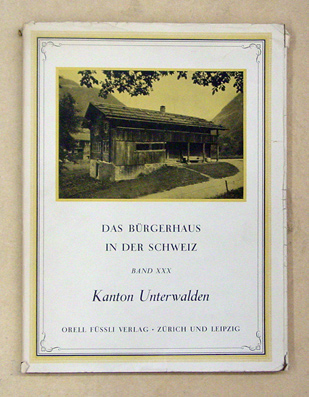 DAS BÜRGERHAUS
IN DER SCHWEIZ
BAND XXX
Kanton Unterwalden
ORELL FÜSSLI VERLAG · ZÜRICH UND LEIPZIG